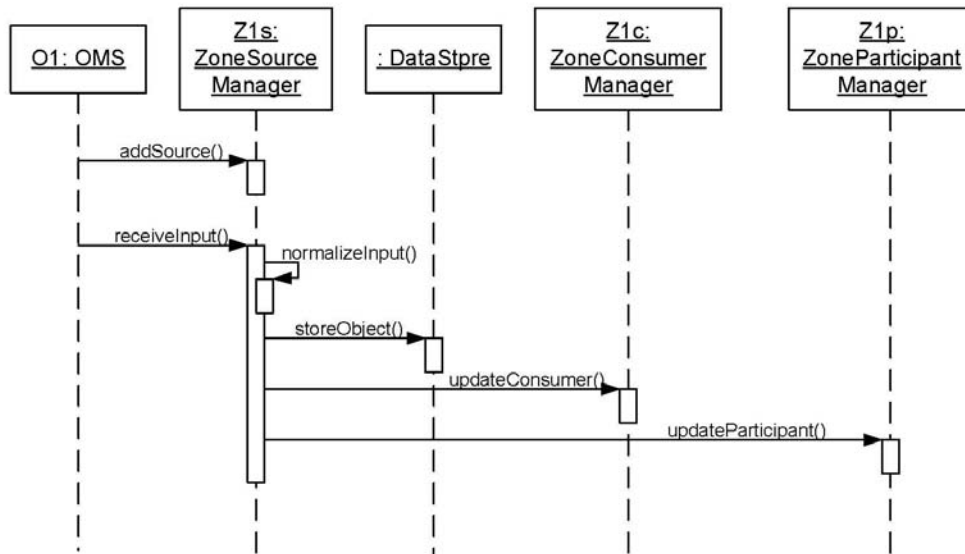 O1: OMS
Z1s:
ZoneSource
Manager
: DataStpre
Z1c:
ZoneConsumer
Manager
Z1p:
ZoneParticipant
Manager
addSource()
receiveInput()
normalizeInput()
storeObject()
updateConsumer()
updateParticipant()